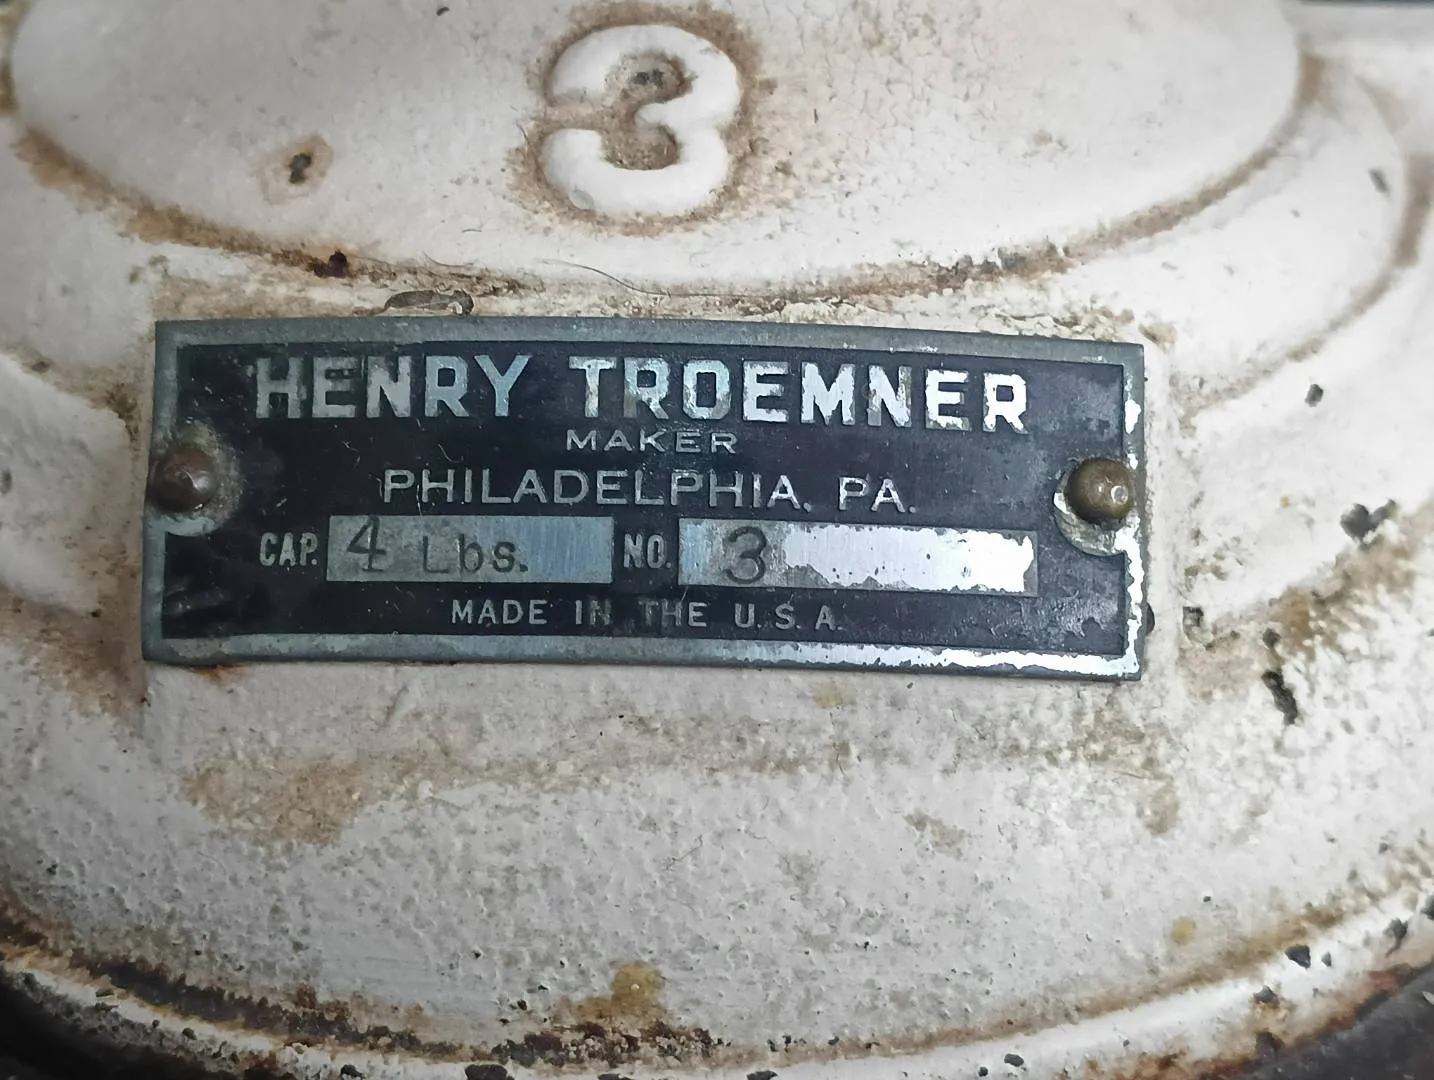 3
HENRY TROEMNER
MAKER
PHILADELPHIA, PA.
CAP. 4 Lbs. NO. 3
MADE IN THE U.S.A.